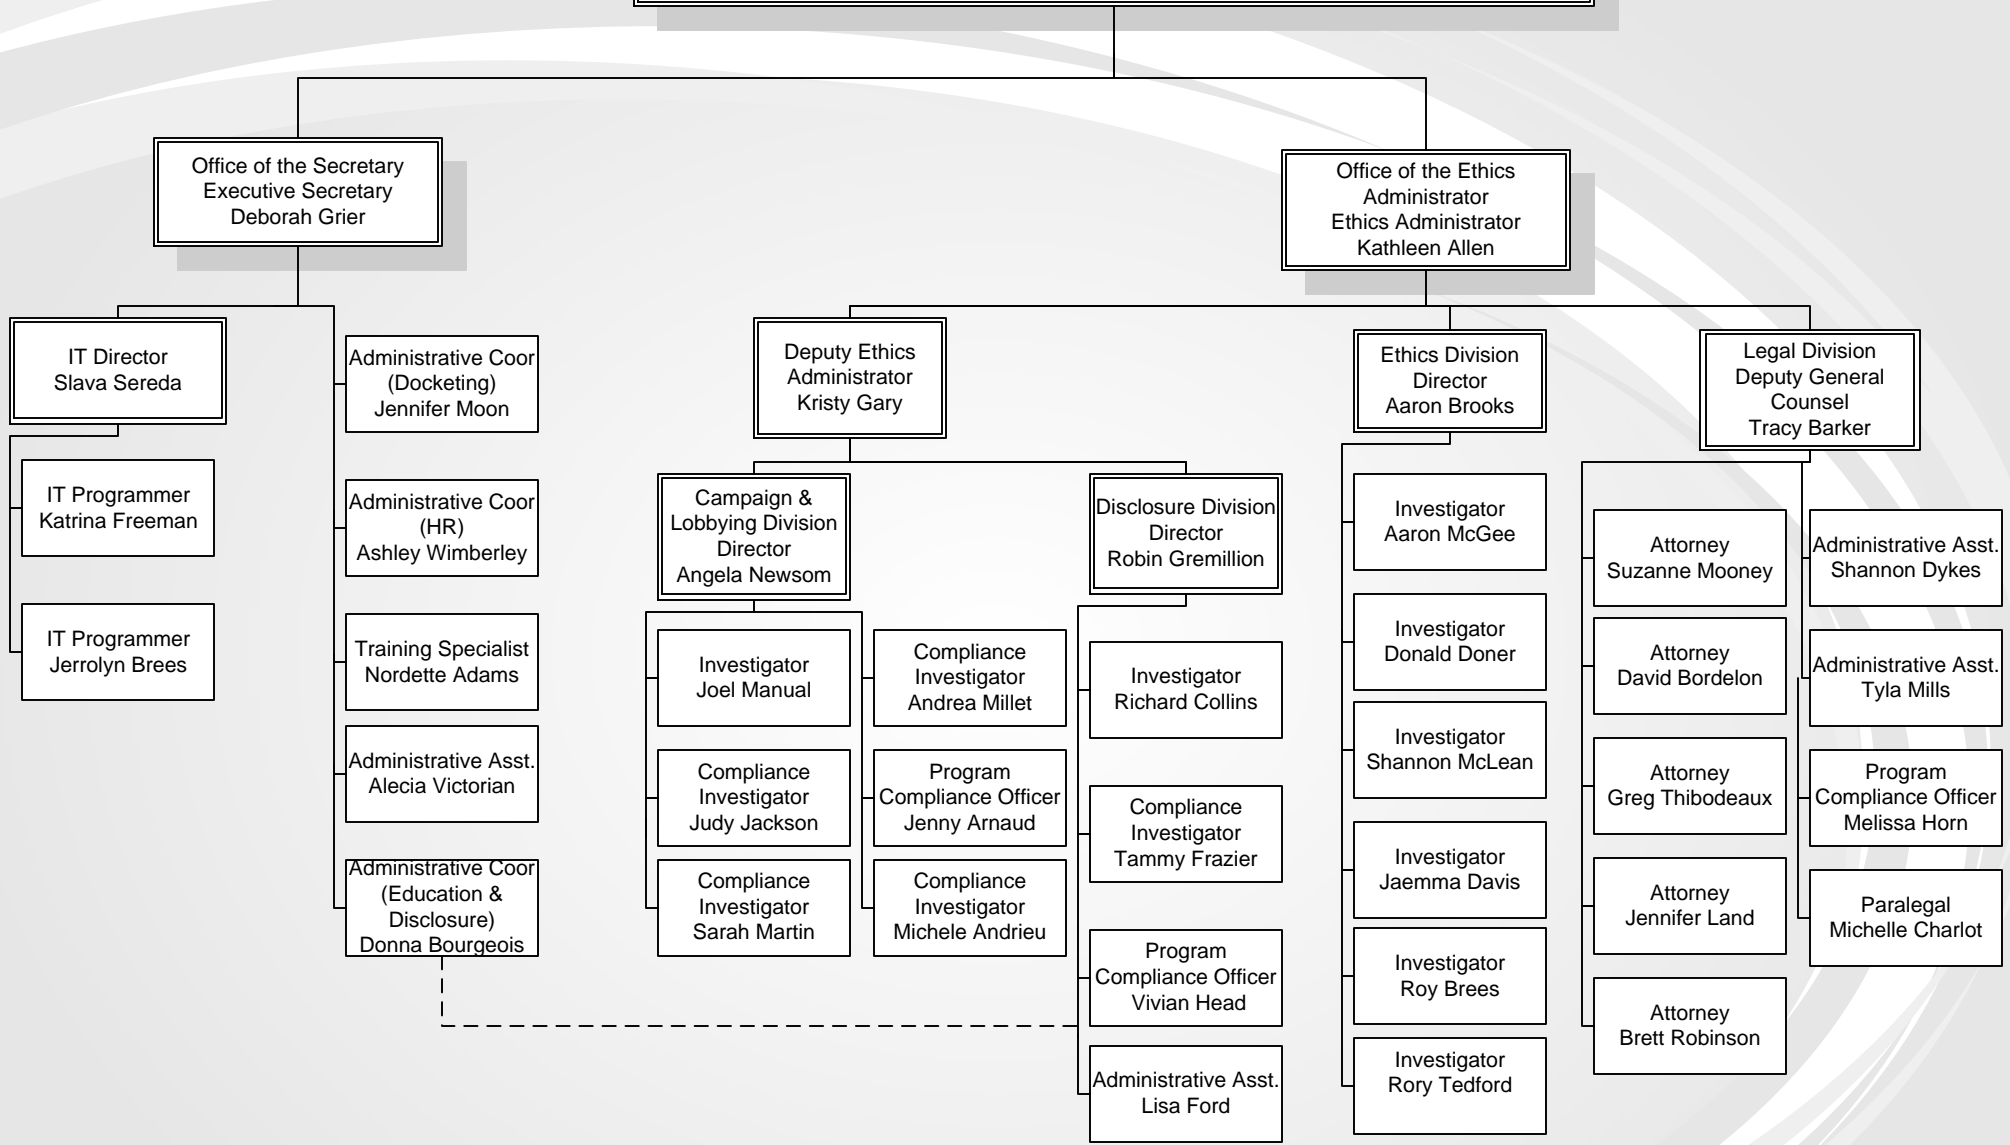 Office of the Secretary
Executive Secretary
Deborah Grier
Office of the Ethics
Administrator
Ethics Administrator
Kathleen Allen
IT Director
Slava Sereda
IT Programmer
Katrina Freeman
IT Programmer
Jerrolyn Brees
Administrative Coor
(Docketing)
Jennifer Moon
Administrative Coor
(HR)
Ashley Wimberley
Training Specialist
Nordette Adams
Administrative Asst.
Alecia Victorian
Administrative Coor
(Education &
Disclosure)
Donna Bourgeois
Deputy Ethics
Administrator
Kristy Gary
Campaign &
Lobbying Division
Director
Angela Newsom
Investigator
Joel Manual
Compliance
Investigator
Judy Jackson
Compliance
Investigator
Sarah Martin
Compliance
Investigator
Andrea Millet
Program
Compliance Officer
Jenny Arnaud
Compliance
Investigator
Michele Andrieu
Disclosure Division
Director
Robin Gremillion
Investigator
Richard Collins
Compliance
Investigator
Tammy Frazier
Program
Compliance Officer
Vivian Head
Administrative Asst.
Lisa Ford
Ethics Division
Director
Aaron Brooks
Investigator
Aaron McGee
Investigator
Donald Doner
Investigator
Shannon McLean
Investigator
Jaemma Davis
Investigator
Roy Brees
Investigator
Rory Tedford
Legal Division
Deputy General
Counsel
Tracy Barker
Attorney
Suzanne Mooney
Attorney
David Bordelon
Attorney
Greg Thibodeaux
Attorney
Jennifer Land
Attorney
Brett Robinson
Administrative Asst.
Shannon Dykes
Administrative Asst.
Tyla Mills
Program
Compliance Officer
Melissa Horn
Paralegal
Michelle Charlot